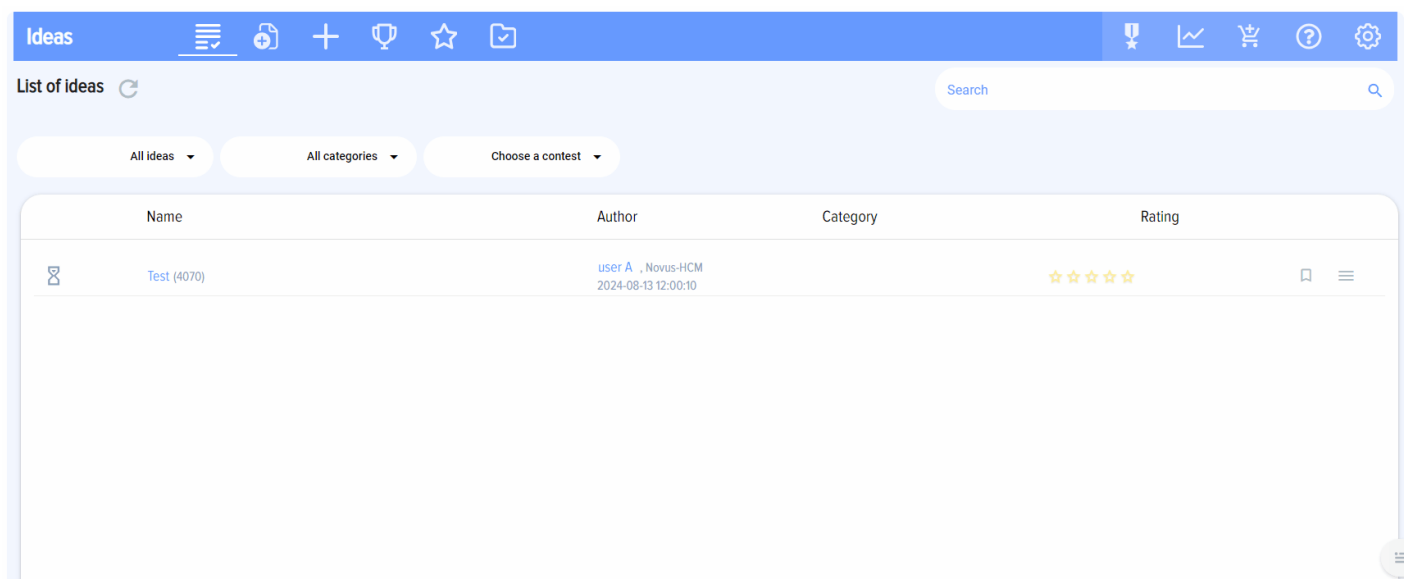 Ideas
List of ideas
Search
All ideas
All categories
Choose a contest
Name Author Category Rating
Test (4070)
user A , Novus-HCM
2024-08-13 12:00:10